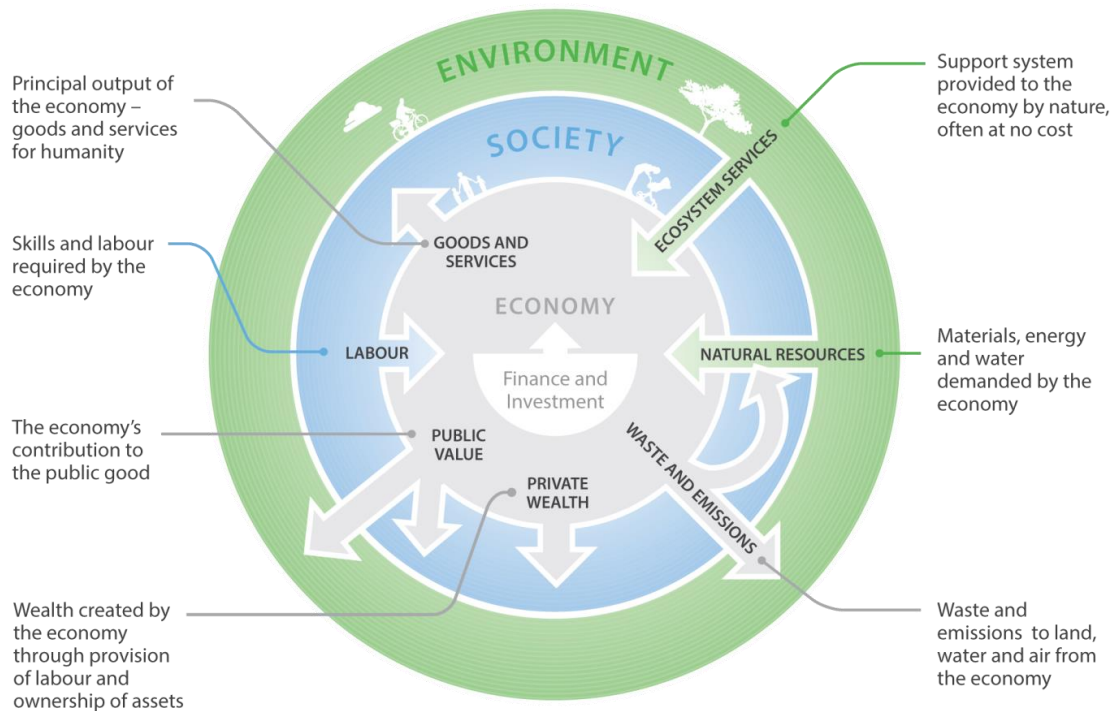 ENVIRONMENT
SOCIETY
ECONOMY
Finance and
Investment
Principal output of
the economy –
goods and services
for humanity
GOODS AND
SERVICES
Skills and labour
required by the
economy
LABOUR
The economy’s
contribution to
the public good
PUBLIC
VALUE
Wealth created by
the economy
through provision
of labour and
ownership of assets
PRIVATE
WEALTH
Support system
provided to the
economy by nature,
often at no cost
ECOSYSTEM SERVICES
Materials, energy
and water
demanded by the
economy
NATURAL RESOURCES
Waste and
emissions to land,
water and air from
the economy
WASTE AND EMISSIONS